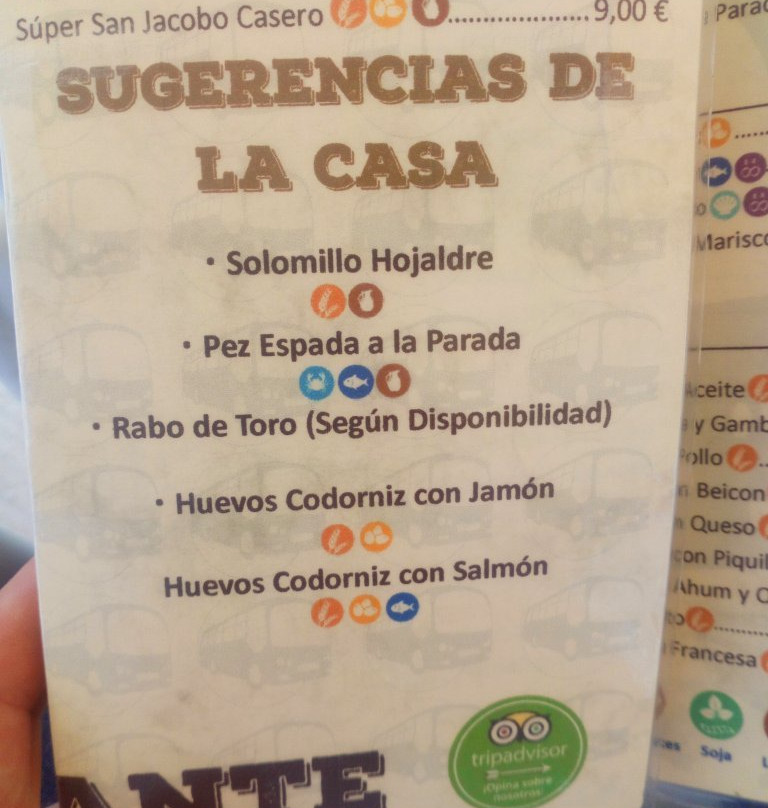 Súper San Jacobo Casero ....................9,00 €
SUGERENCIAS DE
LA CASA
• Solomillo Hojaldre
• Pez Espada a la Parada
• Rabo de Toro (Según Disponibilidad)
• Huevos Codorniz con Jamón
Huevos Codorniz con Salmón
ANTE
tripadvisor
¡Opina sobre
nosotros!
Marisco
Aceite
y Gamb
Pollo
Beicon
Queso
con Piquil
Ahum y C
Francesa
Soja